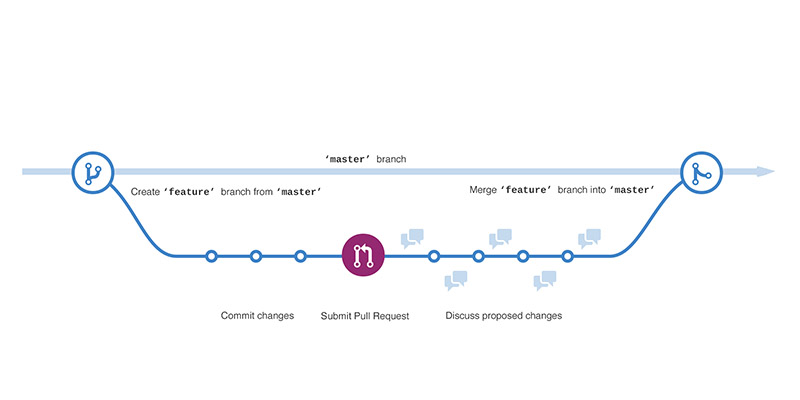 ‘master’ branch
Create ‘feature’ branch from ‘master’
Merge ‘feature’ branch into ‘master’
Commit changes
Submit Pull Request
Discuss proposed changes